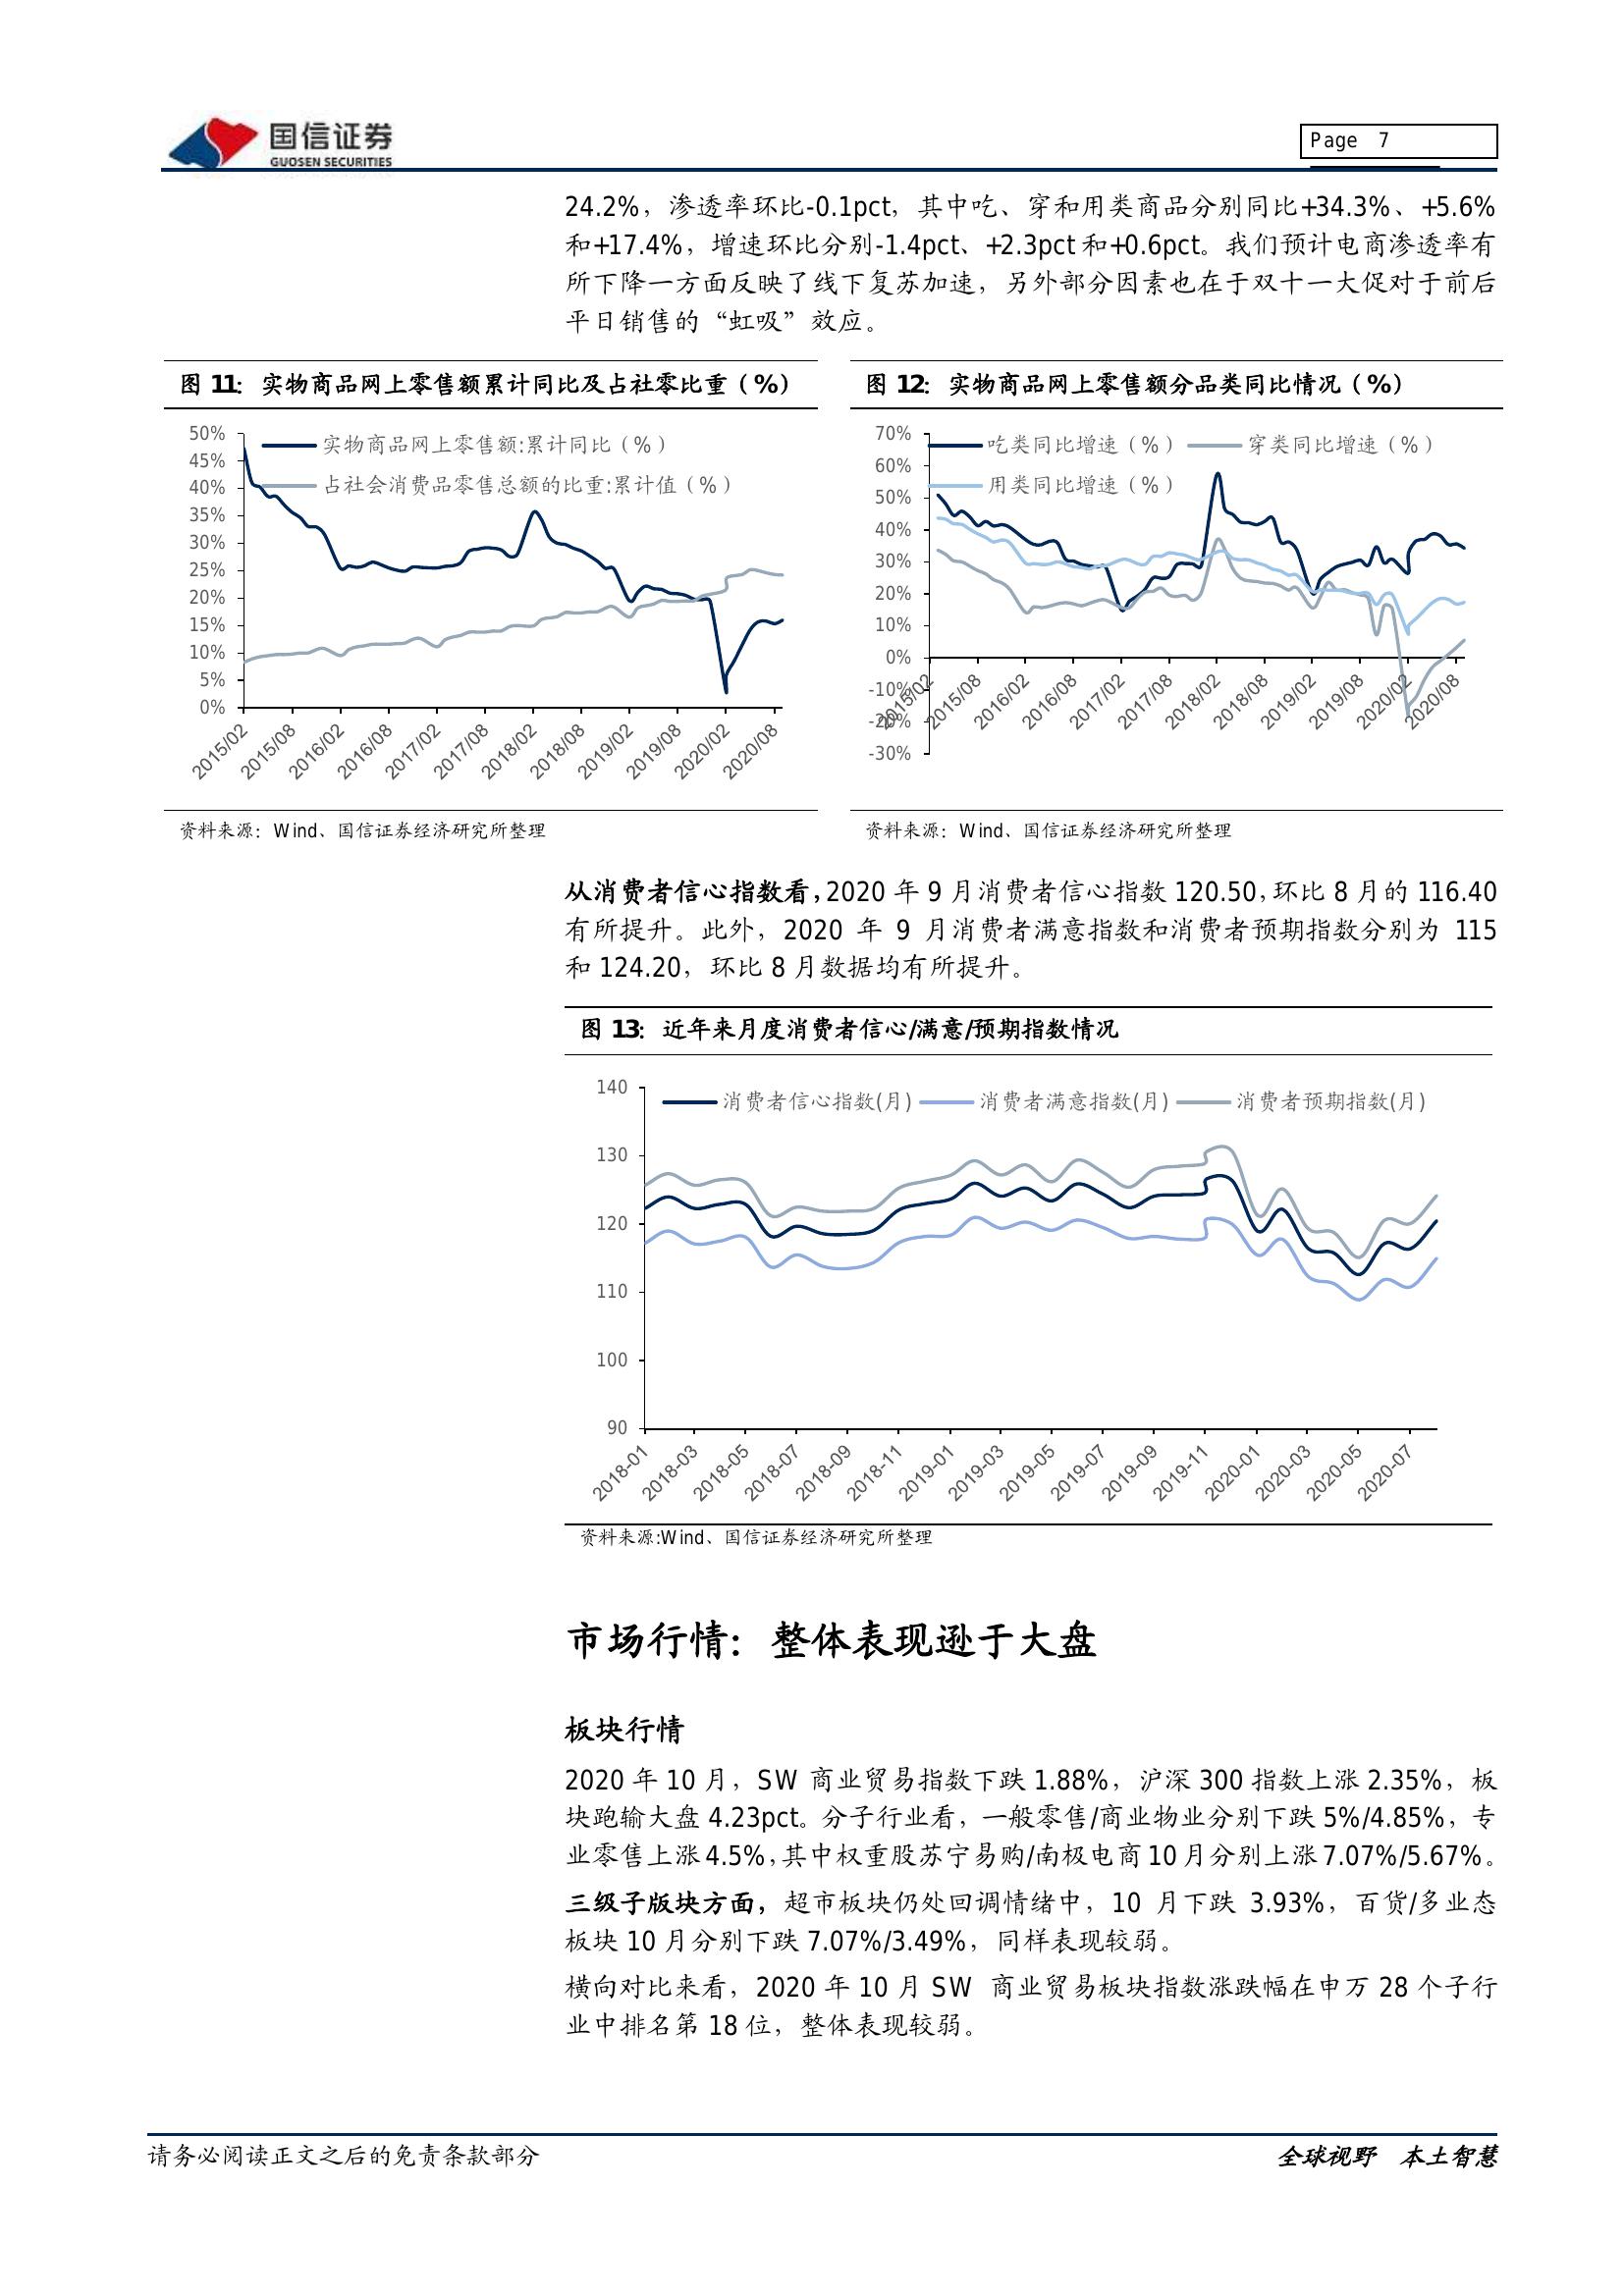 国信证券
GUOSEN SECURITIES
Page 7
24.2%，渗透率环比-0.1pct，其中吃、穿和用类商品分别同比+34.3%、+5.6%
和+17.4%，增速环比分别-1.4pct、+2.3pct 和+0.6pct。我们预计电商渗透率有
所下降一方面反映了线下复苏加速，另外部分因素也在于双十一大促对于前后
平日销售的“虹吸”效应。
图 11：实物商品网上零售额累计同比及占社零比重（%）
50%
45%
40%
35%
30%
25%
20%
15%
10%
5%
0%
实物商品网上零售额:累计同比（%）
占社会消费品零售总额的比重:累计值（%）
2015/02
2015/08
2016/02
2016/08
2017/02
2017/08
2018/02
2018/08
2019/02
2019/08
2020/02
2020/08
资料来源：Wind、国信证券经济研究所整理
图 12：实物商品网上零售额分品类同比情况（%）
70%
60%
50%
40%
30%
20%
10%
0%
-10%
-20%
-30%
吃类同比增速（%） 穿类同比增速（%）
用类同比增速（%）
2015/02
2015/08
2016/02
2016/08
2017/02
2017/08
2018/02
2018/08
2019/02
2019/08
2020/02
2020/08
资料来源：Wind、国信证券经济研究所整理
从消费者信心指数看，2020 年 9 月消费者信心指数 120.50，环比 8 月的 116.40
有所提升。此外，2020 年 9 月消费者满意指数和消费者预期指数分别为 115
和 124.20，环比 8 月数据均有所提升。
图 13：近年来月度消费者信心/满意/预期指数情况
140
130
120
110
100
90
消费者信心指数(月) 消费者满意指数(月) 消费者预期指数(月)
2018-01
2018-03
2018-05
2018-07
2018-09
2018-11
2019-01
2019-03
2019-05
2019-07
2019-09
2019-11
2020-01
2020-03
2020-05
2020-07
资料来源:Wind、国信证券经济研究所整理
市场行情：整体表现逊于大盘
板块行情
2020 年 10 月，SW 商业贸易指数下跌 1.88%，沪深 300 指数上涨 2.35%，板
块跑输大盘 4.23pct。分子行业看，一般零售/商业物业分别下跌 5%/4.85%，专
业零售上涨 4.5%，其中权重股苏宁易购/南极电商 10 月分别上涨 7.07%/5.67%。
三级子版块方面，超市板块仍处回调情绪中，10 月下跌 3.93%，百货/多业态
板块 10 月分别下跌 7.07%/3.49%，同样表现较弱。
横向对比来看，2020 年 10 月 SW 商业贸易板块指数涨跌幅在申万 28 个子行
业中排名第 18 位，整体表现较弱。
请务必阅读正文之后的免责条款部分
全球视野 本土智慧